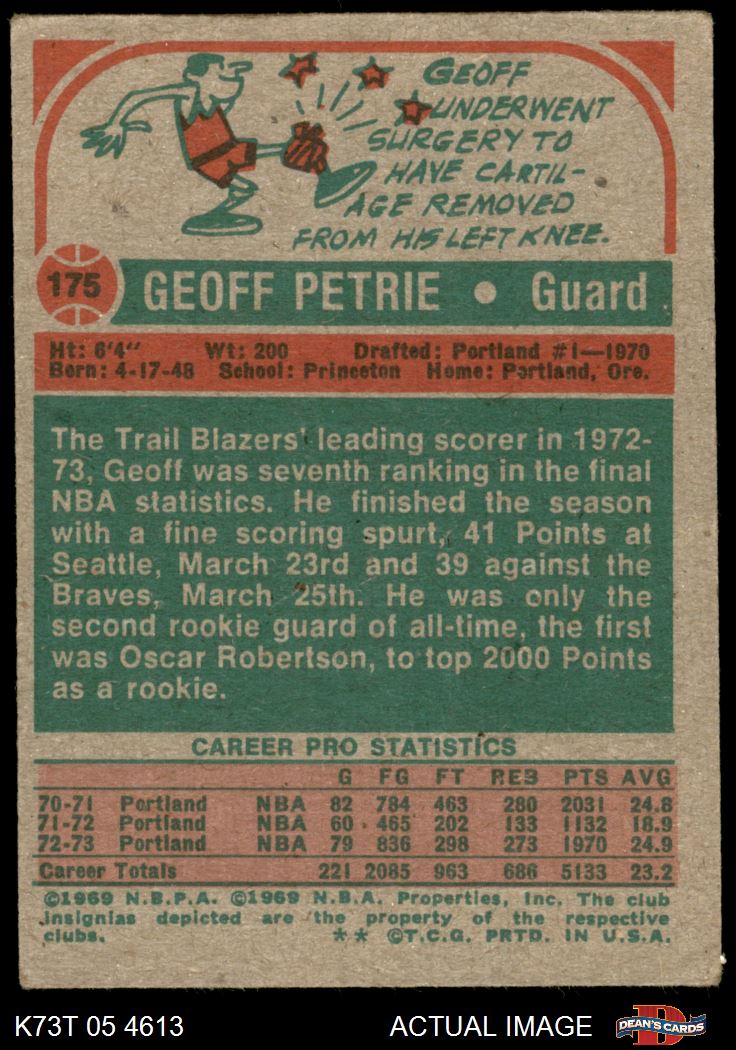 GEOFF
UNDERWENT
SURGERY TO
HAVE CARTIL-
AGE REMOVED
FROM HIS LEFT KNEE.
175 GEOFF PETRIE • Guard
Ht: 6'4" Wt: 200 Drafted: Portland #1—1970
Born: 4-17-48 School: Princeton Home: Portland, Ore.
The Trail Blazers' leading scorer in 1972-
73, Geoff was seventh ranking in the final
NBA statistics. He finished the season
with a fine scoring spurt, 41 Points at
Seattle, March 23rd and 39 against the
Braves, March 25th. He was only the
second rookie guard of all-time, the first
was Oscar Robertson, to top 2000 Points
as a rookie.
CAREER PRO STATISTICS
G FG FT REB PTS AVG
70-71 Portland NBA 82 784 463 280 2031 24.8
71-72 Portland NBA 60 465 202 133 1132 18.9
72-73 Portland NBA 79 836 298 273 1970 24.9
Career Totals 221 2085 963 686 5133 23.2
©1969 N.B.P.A. ©1969 N.B.A. Properties, Inc. The club
insignias depicted are the property of the respective
clubs. ** ©T.C.G. PRTD. IN U.S.A.
K73T 05 4613 ACTUAL IMAGE D DEAN'S CARDS